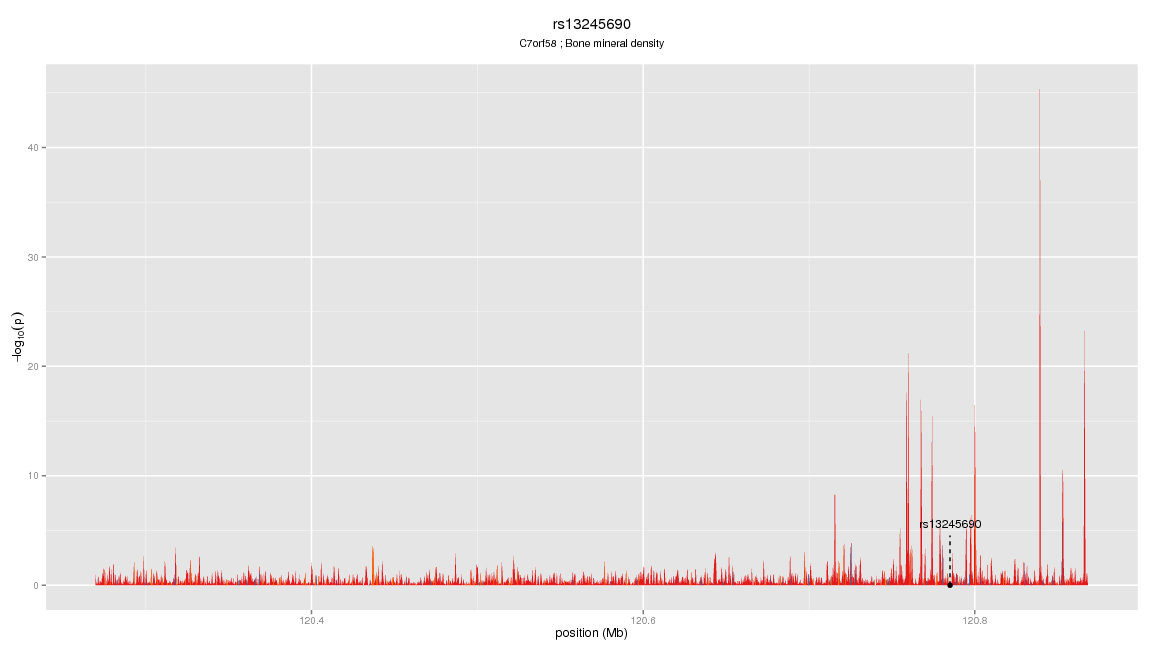 rs13245690
C7orf58 ; Bone mineral density
40
30
20
10
0
−log10(p)
rs13245690
120.4
120.6
120.8
position (Mb)